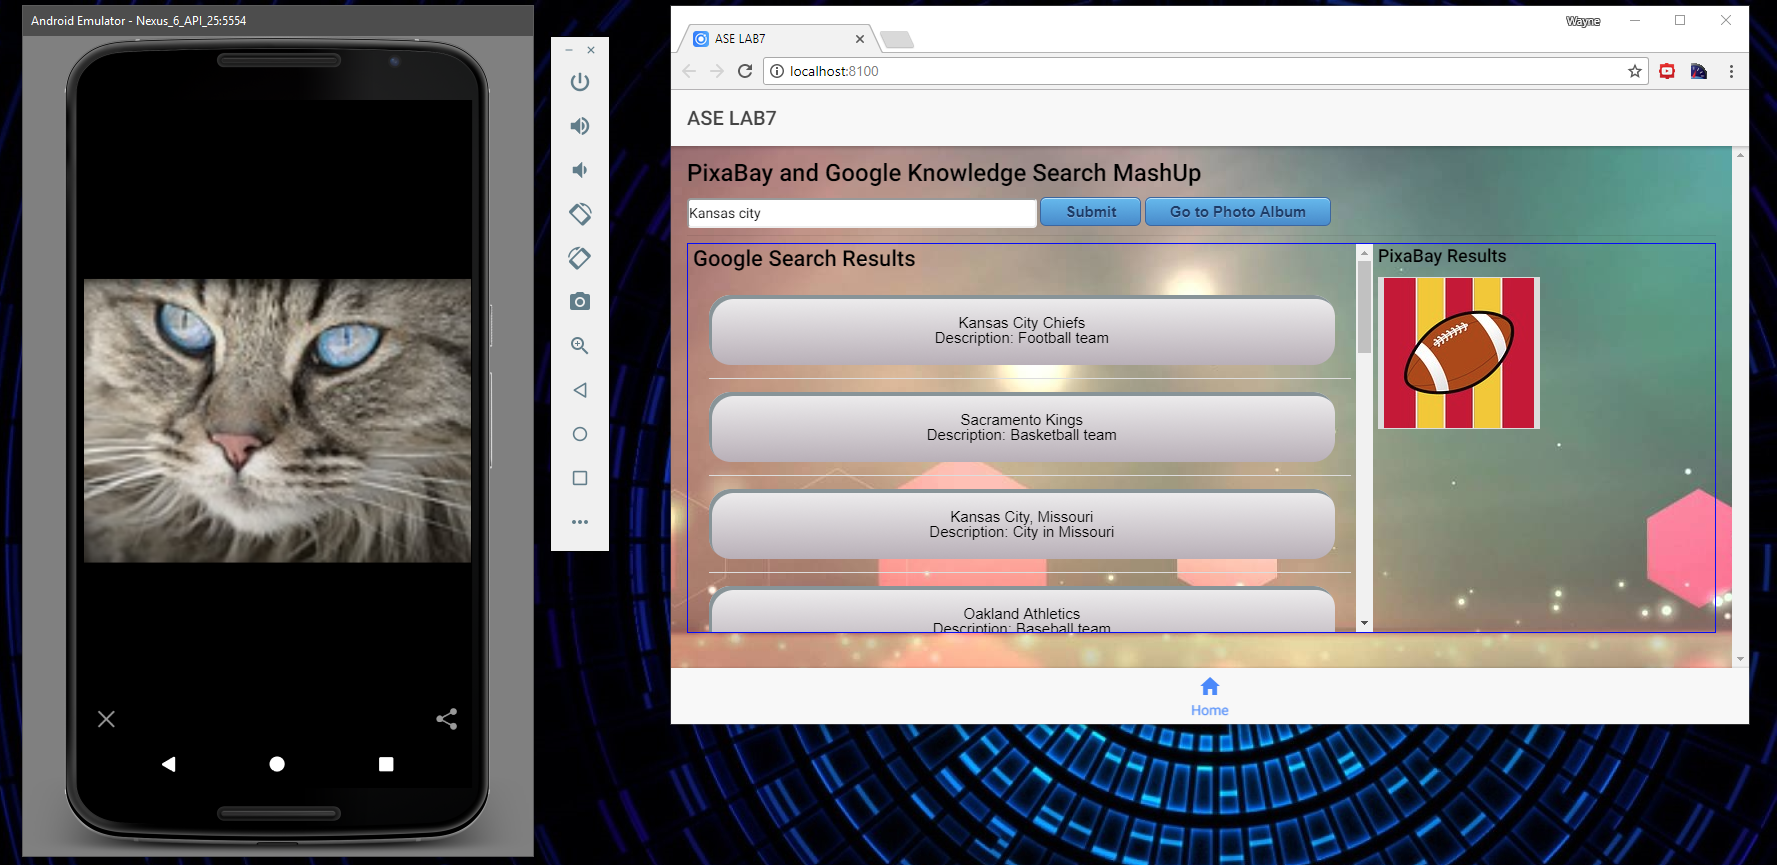 Android Emulator - Nexus_6_API_25:5554
Wayne
ASE LAB7
localhost:8100
ASE LAB7
PixaBay and Google Knowledge Search MashUp
Kansas city
Submit
Go to Photo Album
Google Search Results
Kansas City Chiefs
Description: Football team
Sacramento Kings
Description: Basketball team
Kansas City, Missouri
Description: City in Missouri
Oakland Athletics
Description: Baseball team
PixaBay Results
Home